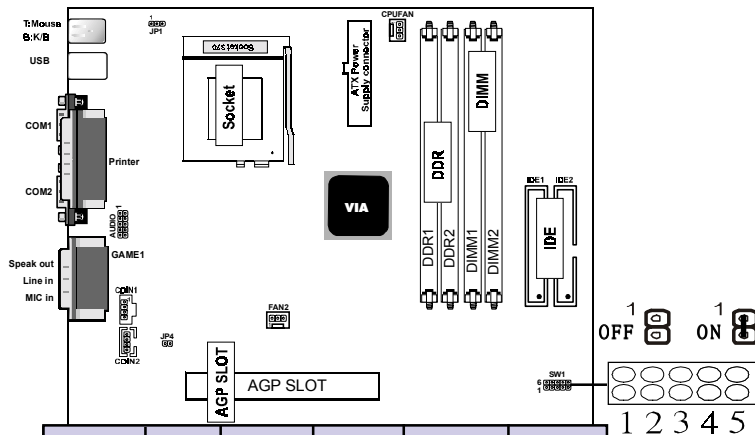 T:Mouse
B:K/B
USB
COM1
COM2
Printer
AUDIO
1
GAME1
Speak out
Line in
MIC in
CDIN1
CDIN2
JP4
1
JP1
Socket 370
Socket
ATX Power
Supply connector
CPUFAN
VIA
DDR
DIMM
DDR1
DDR2
DIMM1
DIMM2
IDE1 IDE2
IDE
FAN2
AGP SLOT
AGP SLOT
SW1
6
1
1
OFF
1
ON
1 2 3 4 5